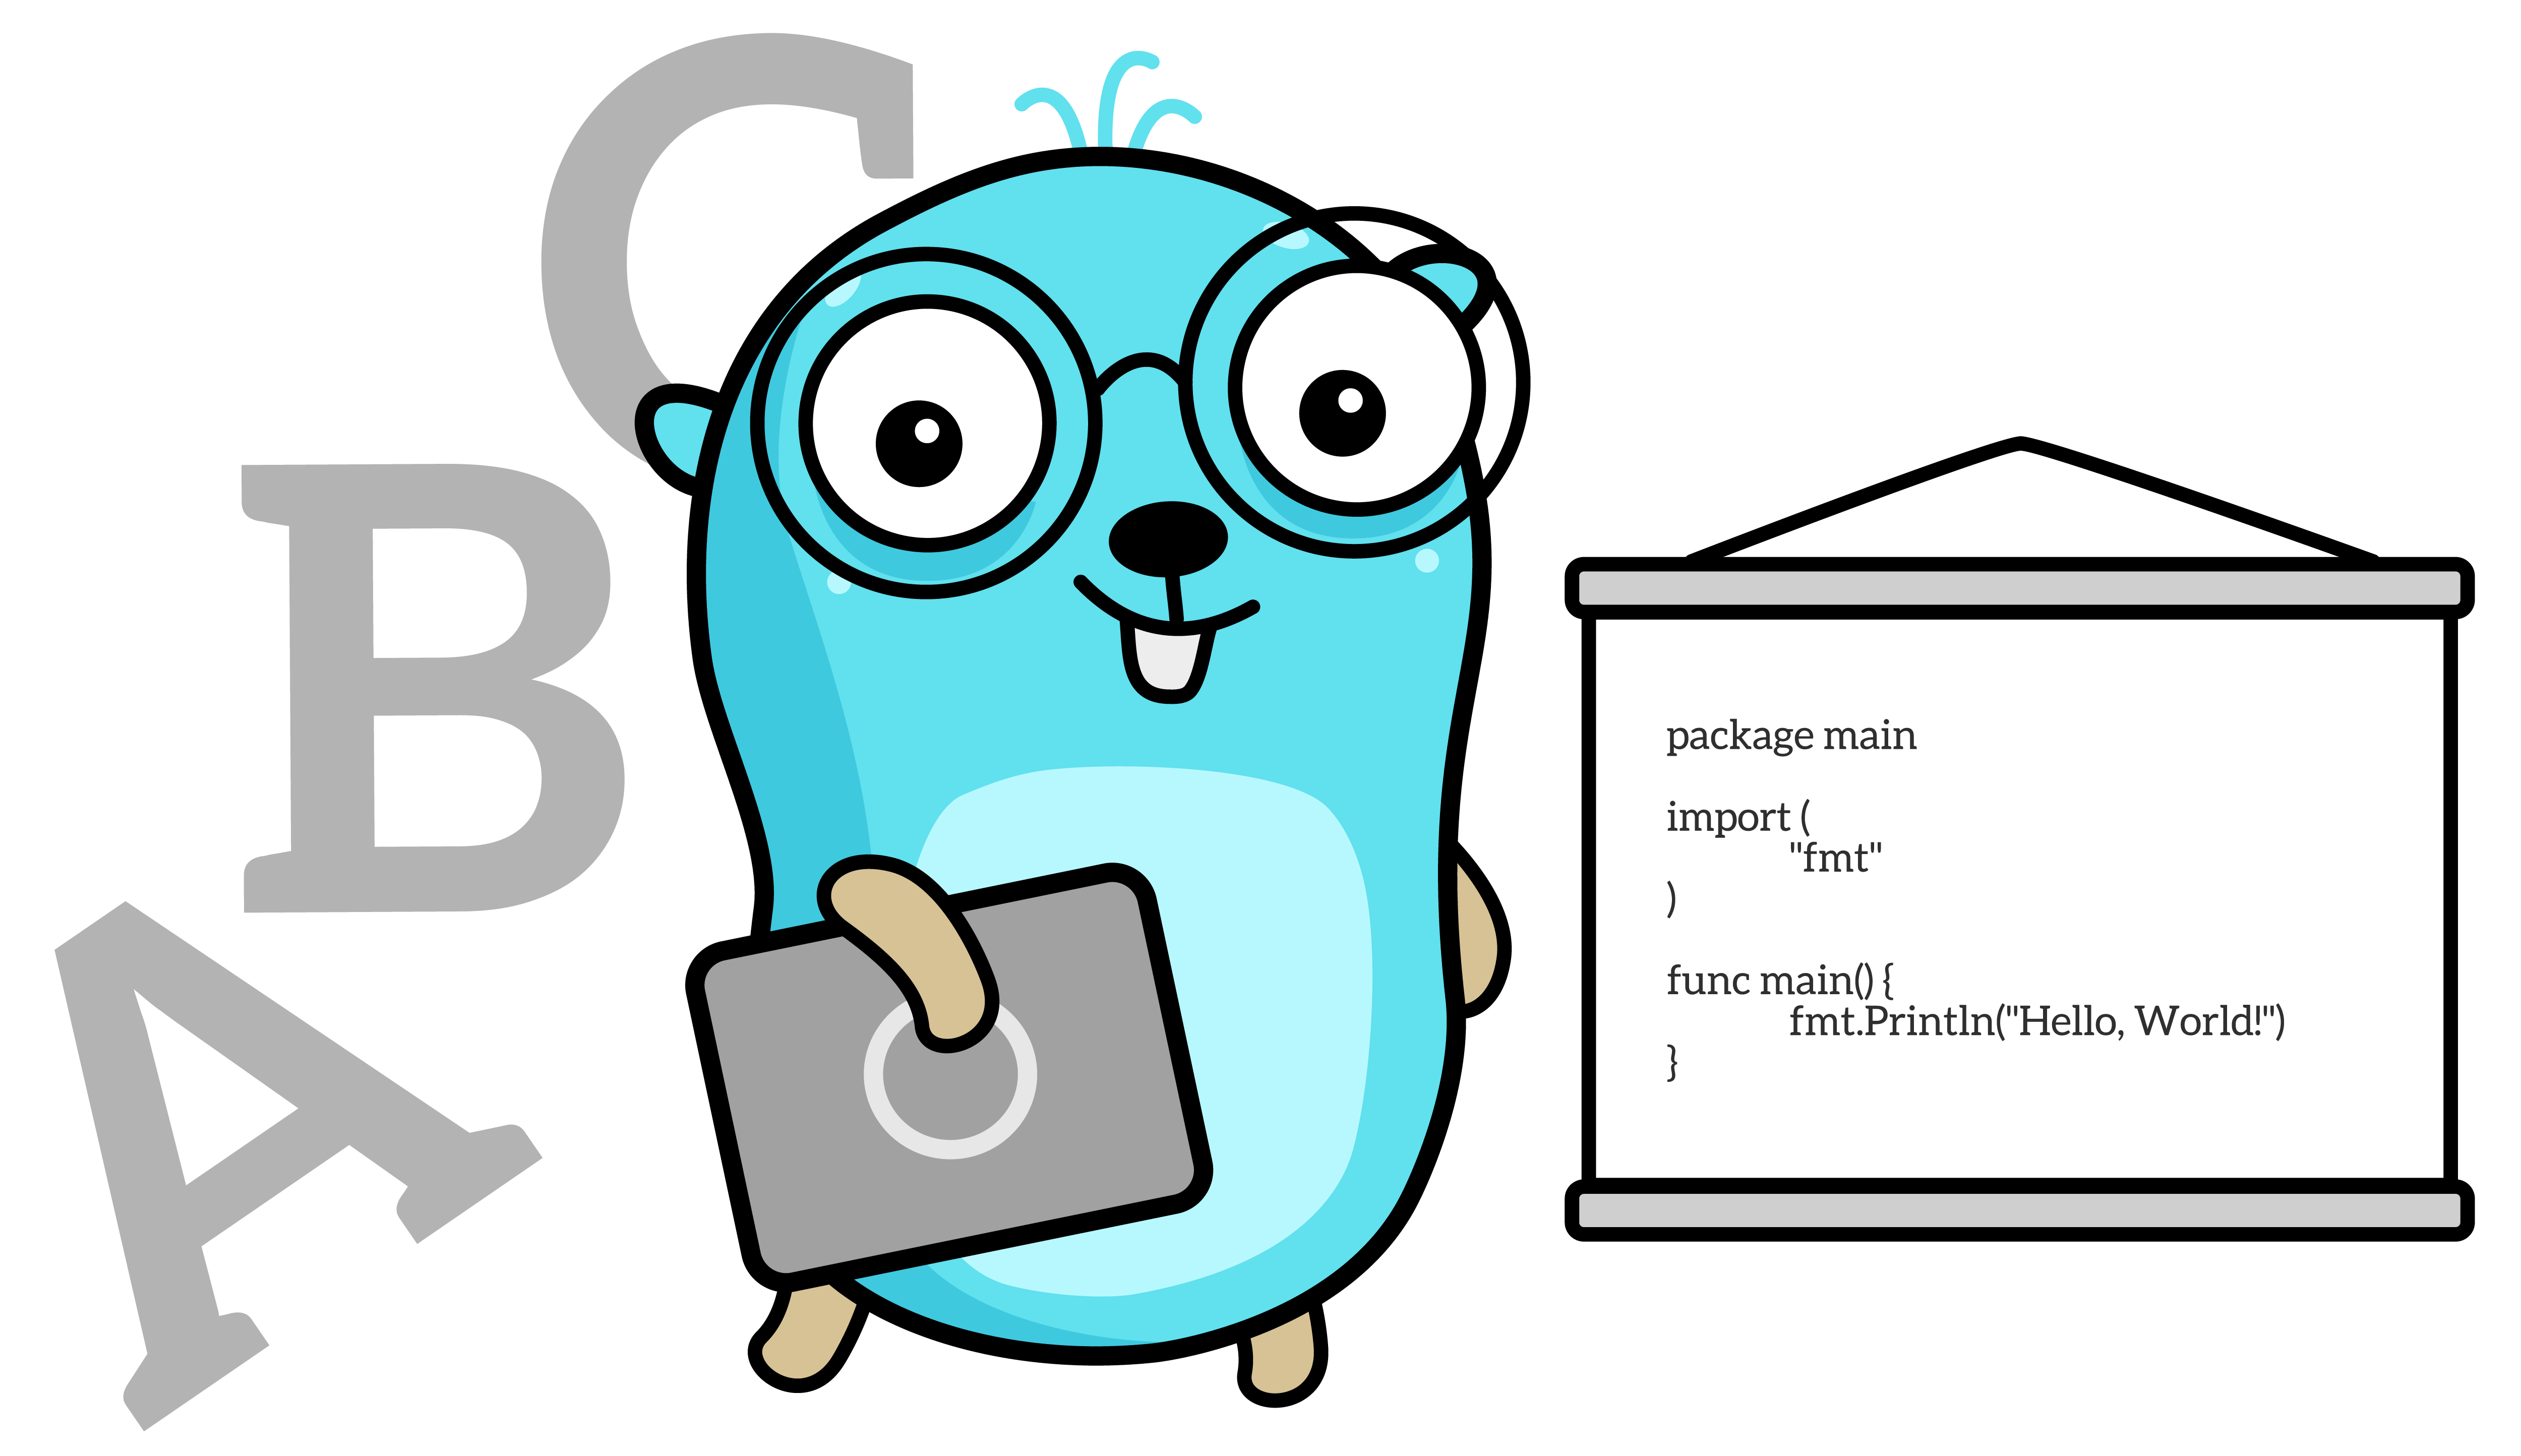 A
B
C
package main
import (
"fmt"
)
func main() {
fmt.Println("Hello, World!")
}